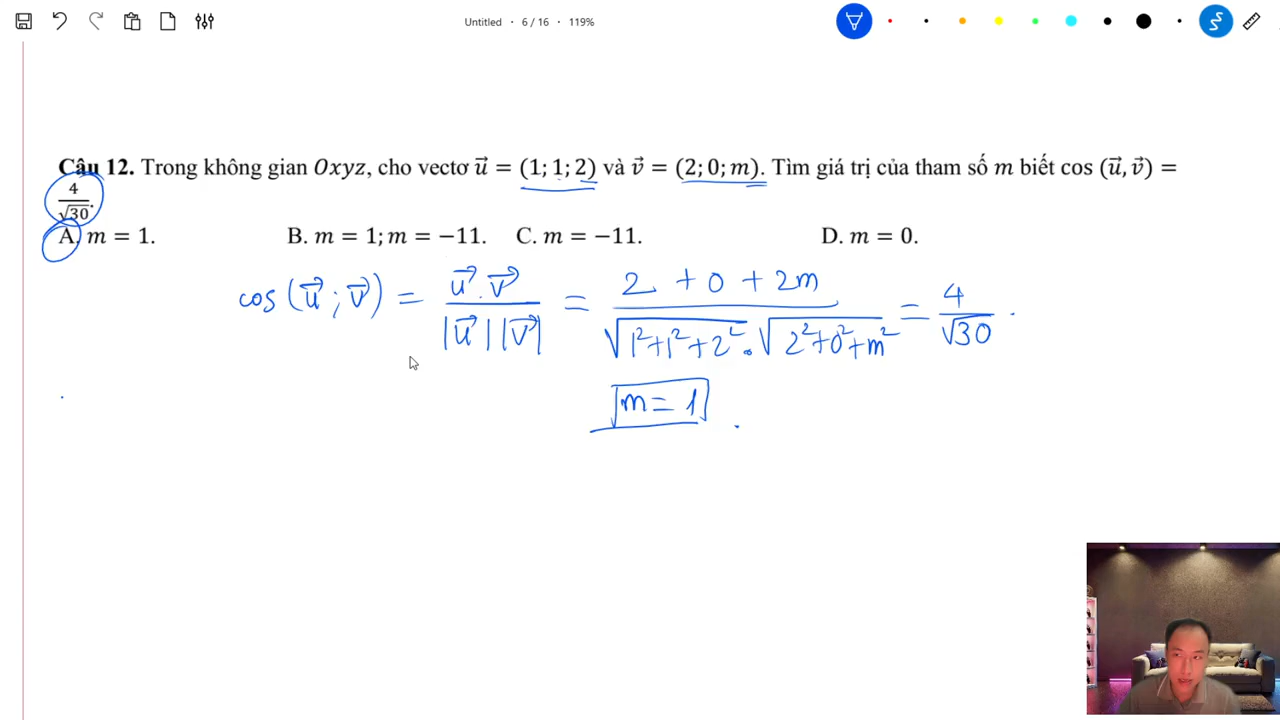 Untitled • 6 / 16 • 119%
Câu 12. Trong không gian Oxyz, cho vectơ u⃗ = (1; 1; 2) và v⃗ = (2; 0; m). Tìm giá trị của tham số m biết cos (u⃗, v⃗) =
4/√30.
A. m = 1. B. m = 1; m = −11. C. m = −11. D. m = 0.
cos(u⃗; v⃗) = u⃗.v⃗ / |u⃗||v⃗| = (2 + 0 + 2m) / (√(1²+1²+2²) . √(2²+0²+m²)) = 4/√30.
m = 1